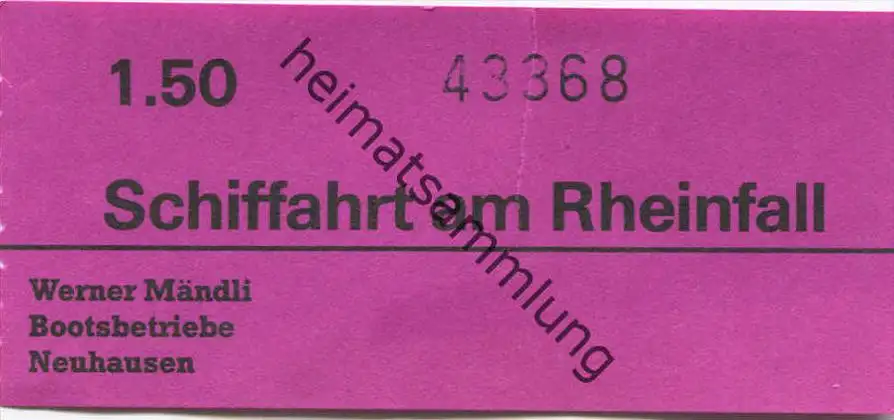 1.50 43368
Schiffahrt am Rheinfall
Werner Mändli
Bootsbetriebe
Neuhausen
heimatsammlung